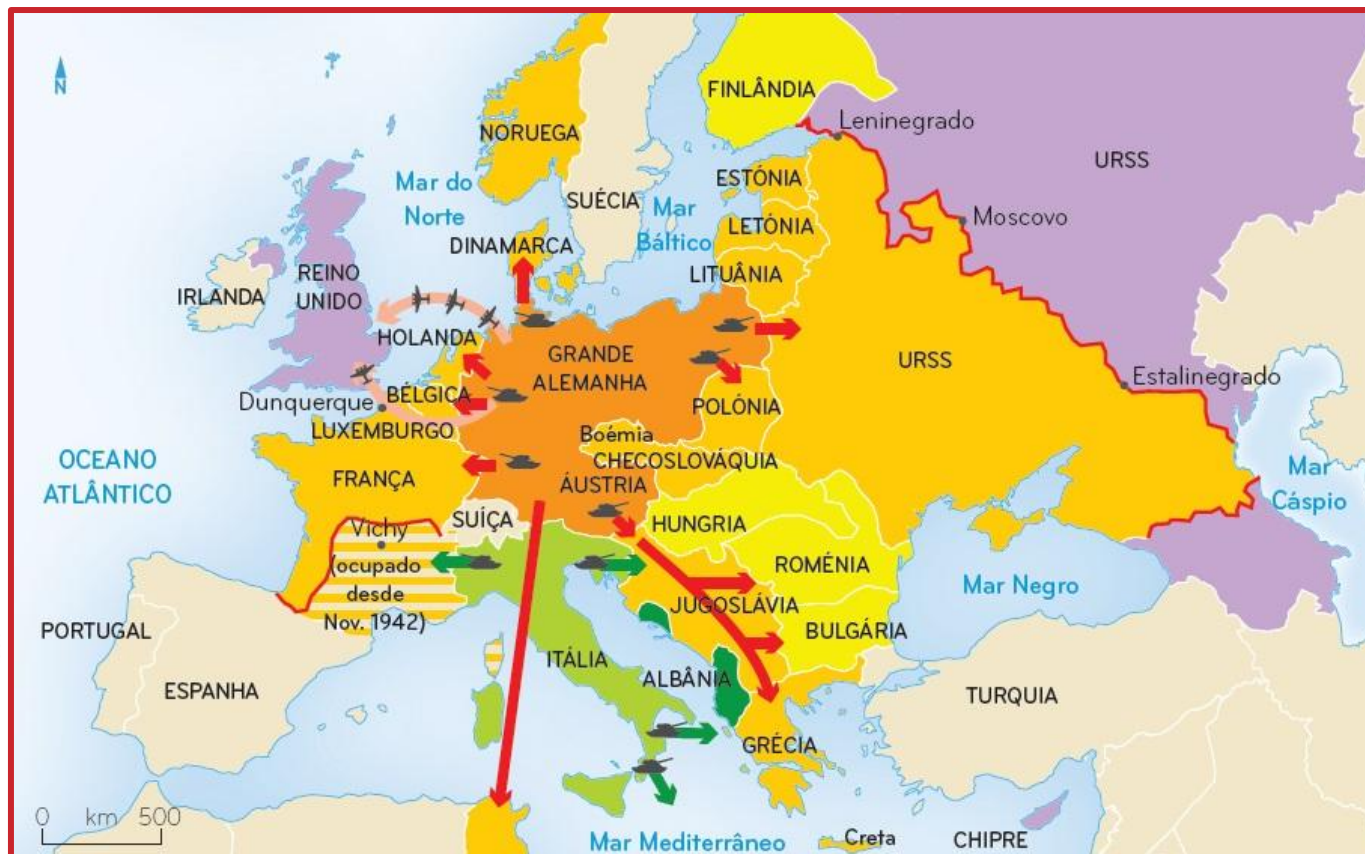 N
FINLÂNDIA
NORUEGA
Leninegrado
URSS
Mar do
Norte
SUÉCIA
ESTÓNIA
Mar
Báltico
LETÓNIA
Moscovo
DINAMARCA
LITUÂNIA
REINO
UNIDO
IRLANDA
HOLANDA
GRANDE
ALEMANHA
URSS
BÉLGICA
Dunquerque
POLÓNIA
Estalinegrado
LUXEMBURGO
Boémia
CHECOSLOVÁQUIA
OCEANO
ATLÂNTICO
FRANÇA
ÁUSTRIA
Mar
Cáspio
SUÍÇA
HUNGRIA
Vichy
(ocupado
desde
Nov. 1942)
ROMÉNIA
Mar Negro
JUGOSLÁVIA
BULGÁRIA
PORTUGAL
ESPANHA
ITÁLIA
ALBÂNIA
TURQUIA
GRÉCIA
0 km 500
Mar Mediterrâneo
Creta
CHIPRE